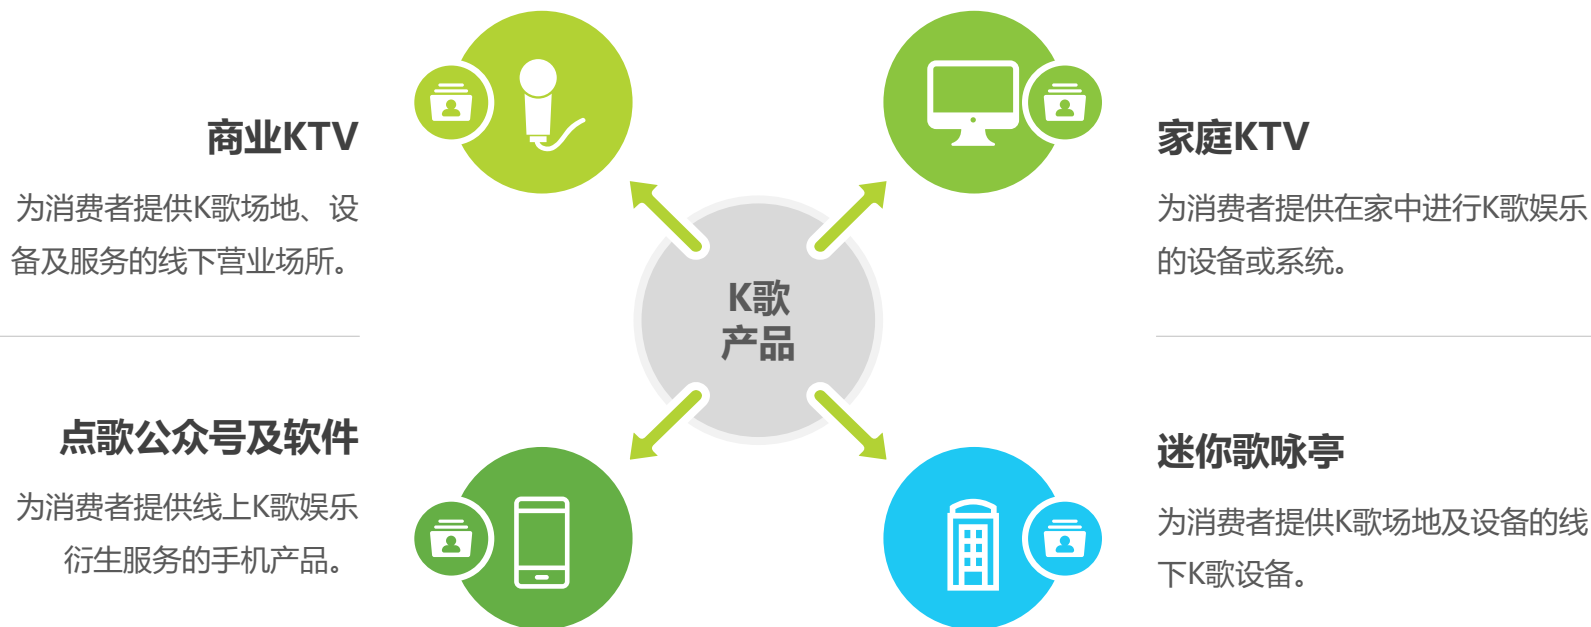 商业KTV
为消费者提供K歌场地、设
备及服务的线下营业场所。
家庭KTV
为消费者提供在家中进行K歌娱乐
的设备或系统。
K歌
产品
点歌公众号及软件
为消费者提供线上K歌娱乐
衍生服务的手机产品。
迷你歌咏亭
为消费者提供K歌场地及设备的线
下K歌设备。